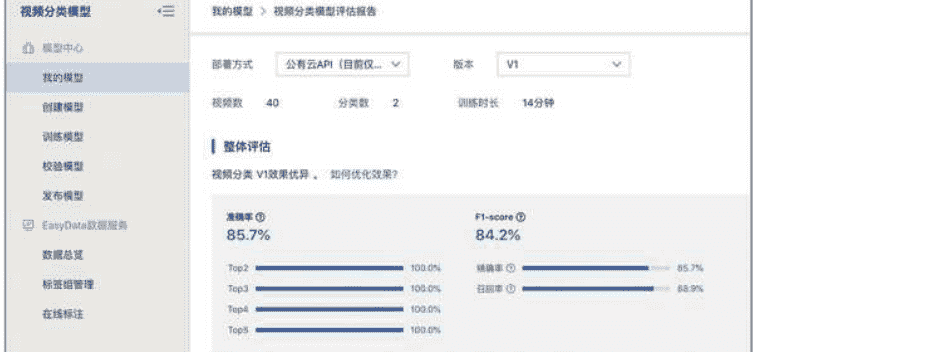 视频分类模型
我的模型 > 视频分类模型评估报告
模型中心
我的模型
创建模型
训练模型
校验模型
发布模型
EasyData数据服务
数据总览
标签组管理
在线标注
部署方式 公有云API（目前仅... 版本 V1
视频数 40 分类数 2 训练时长 14分钟
整体评估
视频分类 V1效果优异 。 如何优化效果?
准确率 ?
85.7%
Top2 100.0%
Top3 100.0%
Top4 100.0%
Top5 100.0%
F1-score ?
84.2%
精确率 ? 85.7%
召回率 ? 88.9%